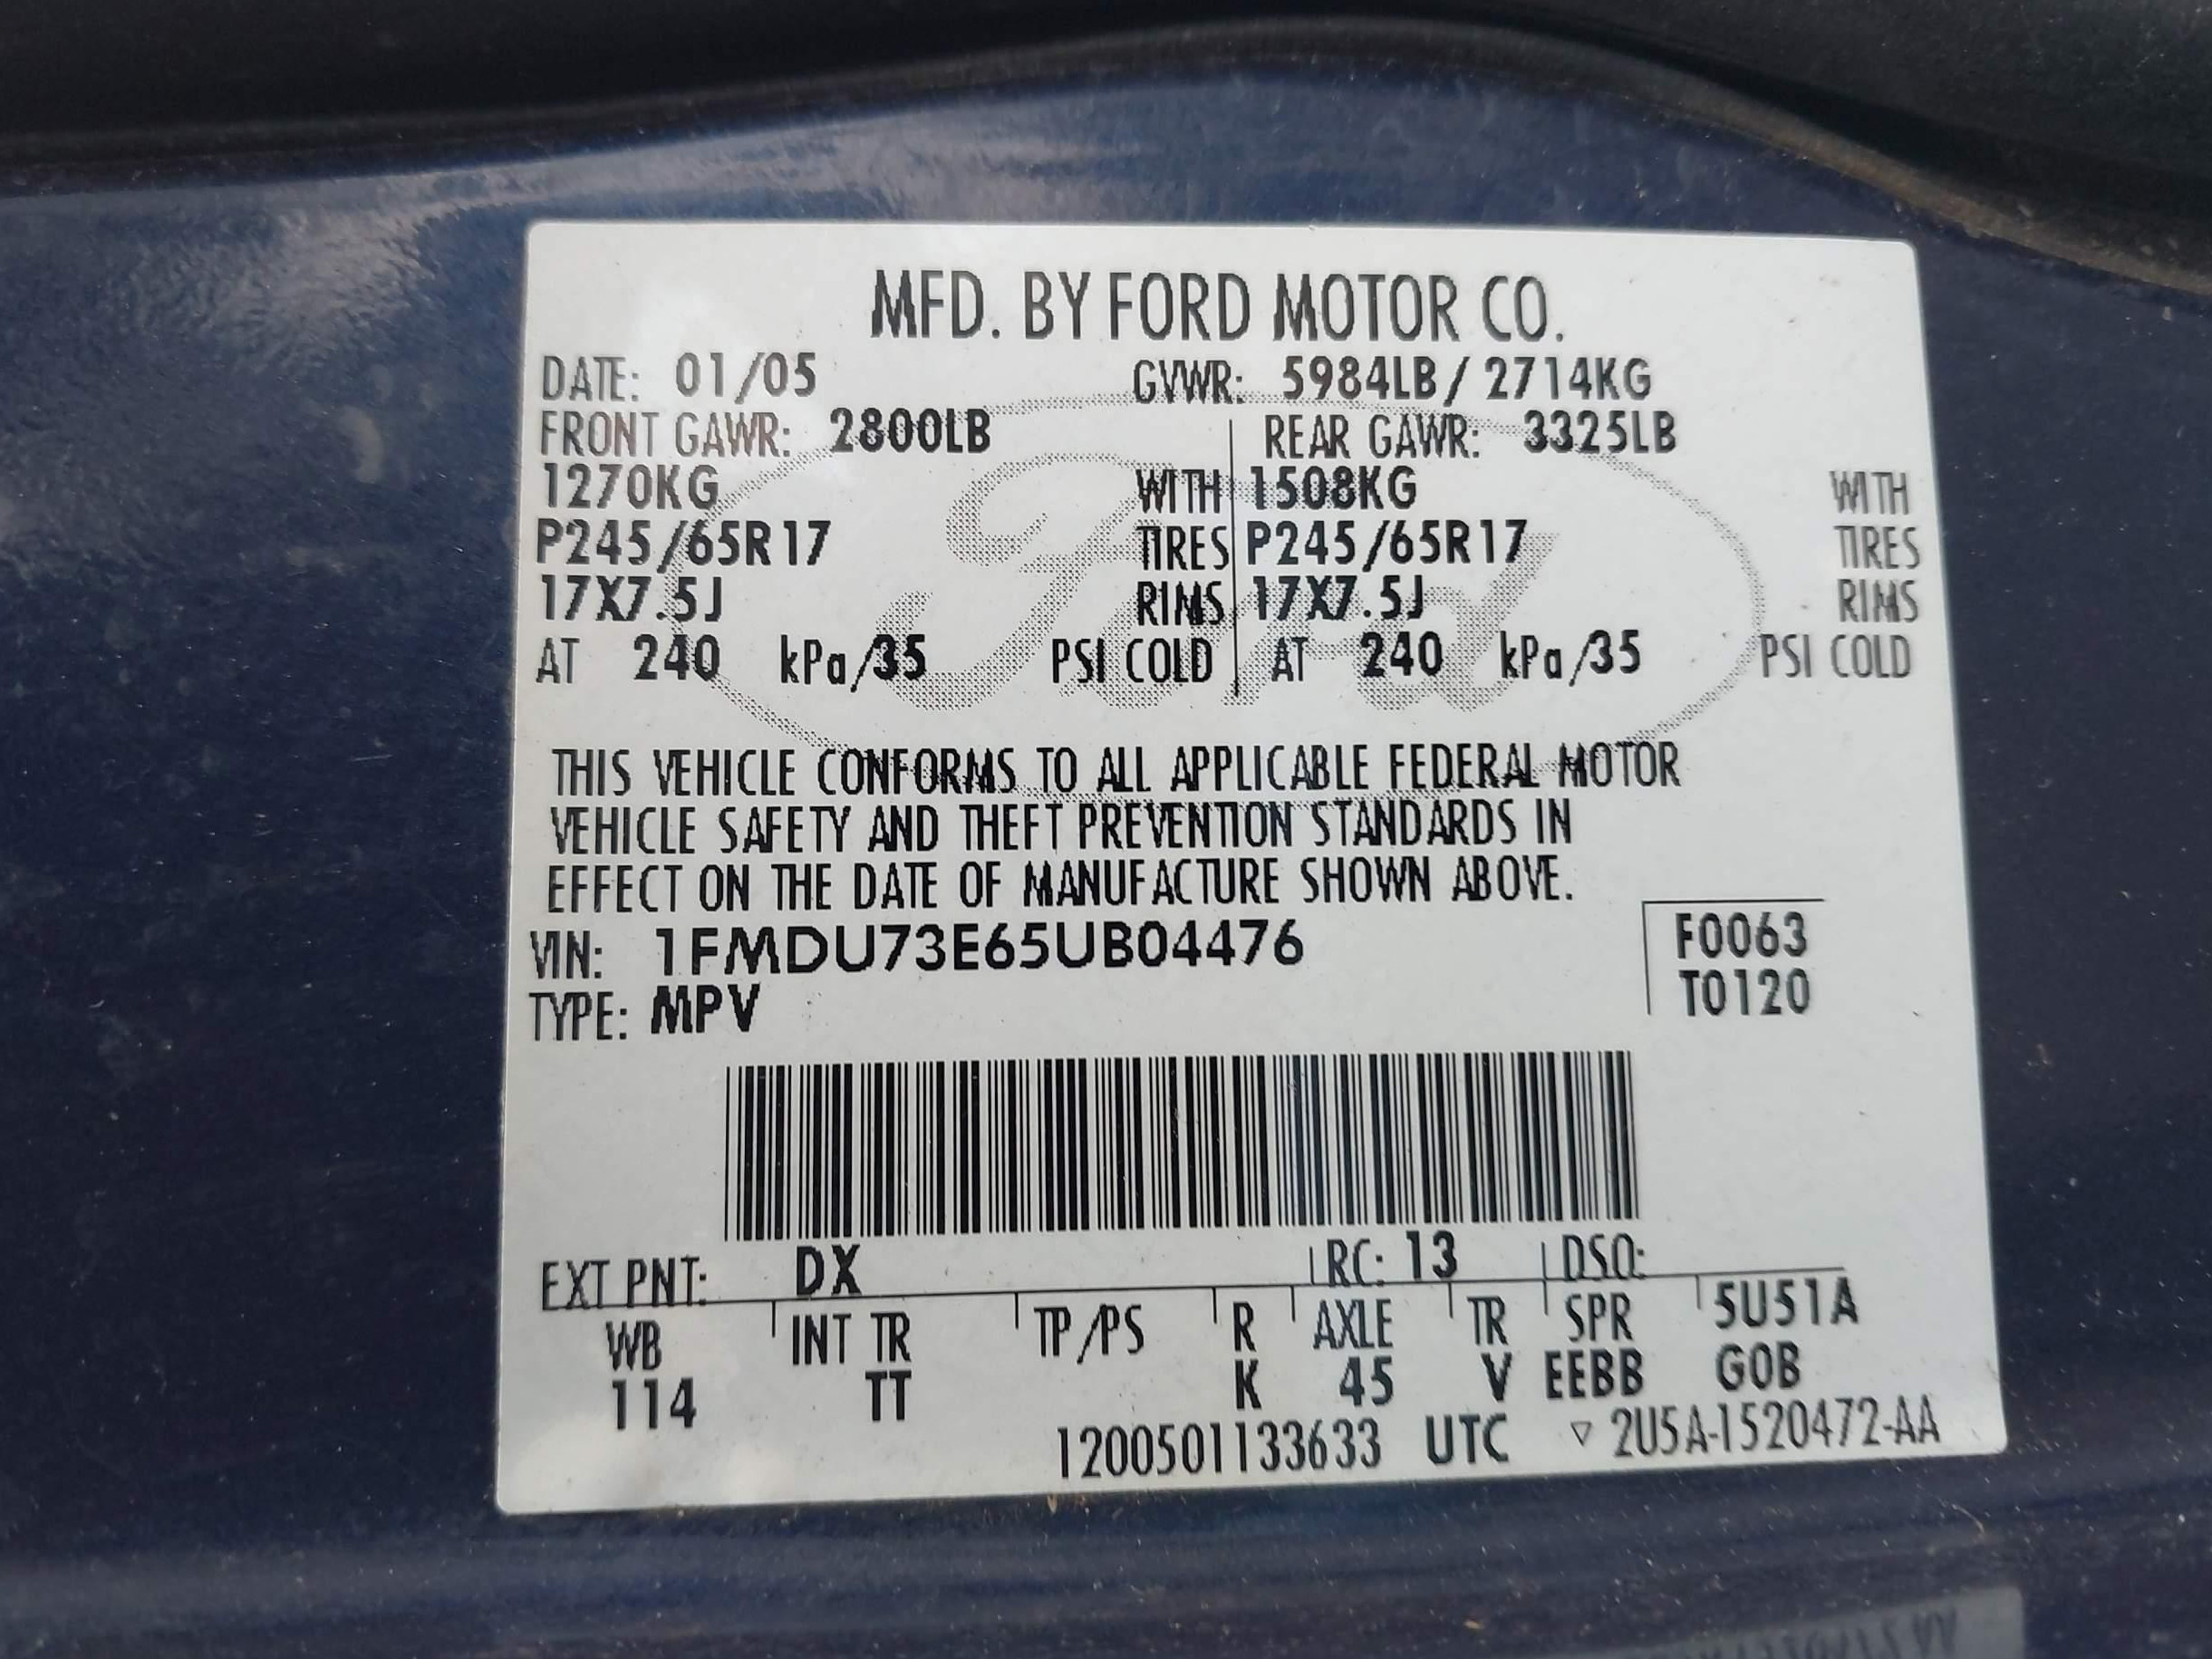 MFD. BY FORD MOTOR CO.
DATE: 01/05 GVWR: 5984LB/2714KG
FRONT GAWR: 2800LB REAR GAWR: 3325LB
1270KG WITH 1508KG WITH
P245/65R17 TIRES P245/65R17 TIRES
17X7.5J RIMS 17X7.5J RIMS
AT 240 kPa/35 PSI COLD AT 240 kPa/35 PSI COLD
Ford
THIS VEHICLE CONFORMS TO ALL APPLICABLE FEDERAL MOTOR
VEHICLE SAFETY AND THEFT PREVENTION STANDARDS IN
EFFECT ON THE DATE OF MANUFACTURE SHOWN ABOVE.
VIN: 1FMDU73E65UB04476 F0063
TYPE: MPV T0120
EXT PNT: DX RC: 13 DSO:
WB INT TR TP/PS R AXLE TR SPR 5U51A
114 TT K 45 V EEBB GOB
1200501133633 UTC ▽ 2U5A-1520472-AA